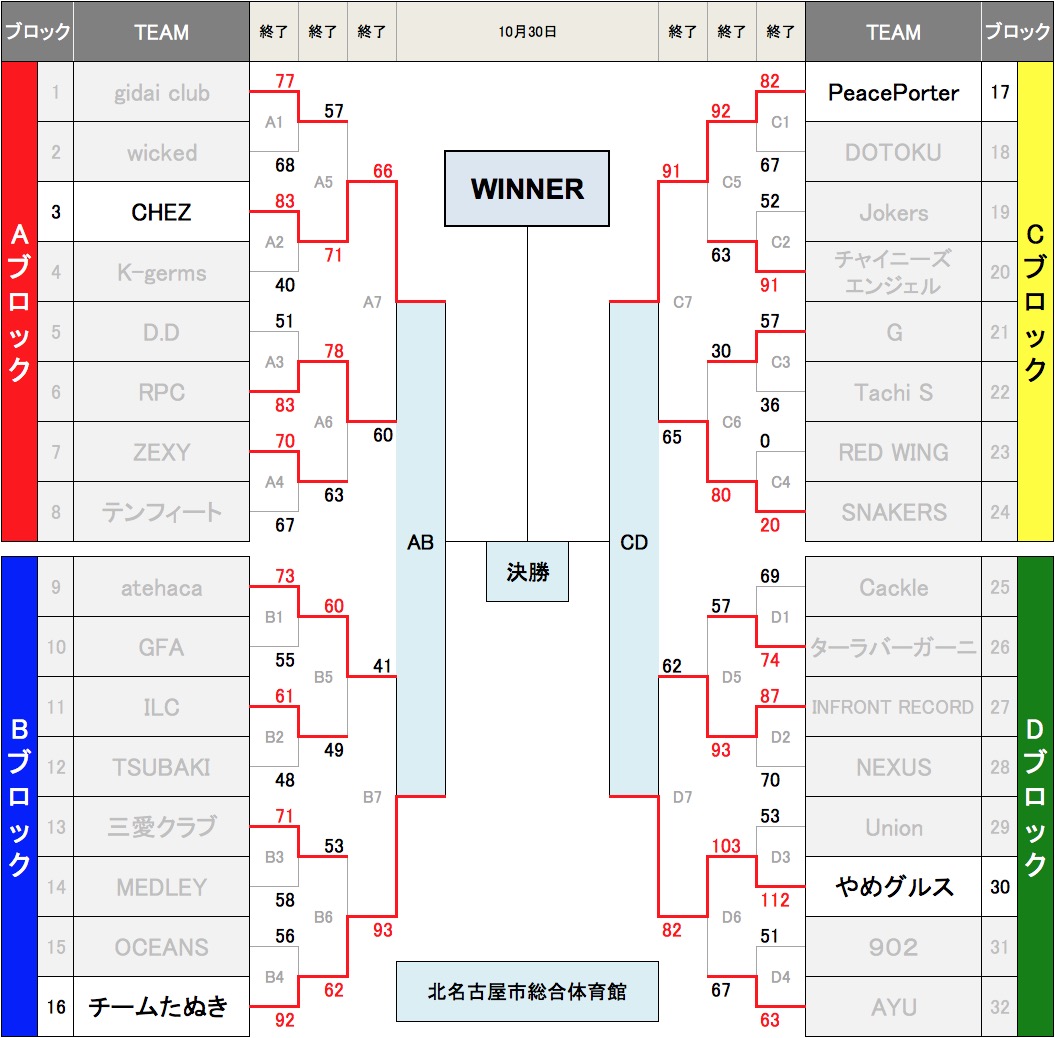 ブロック TEAM 終了 終了 終了 10月30日 終了 終了 終了 TEAM ブロック
Aブロック
1 gidai club
2 wicked
3 CHEZ
4 K-germs
5 D.D
6 RPC
7 ZEXY
8 テンフィート
77
A1
68
83
A2
40
51
A3
83
70
A4
67
57
A5
71
78
A6
63
66
A7
60
Bブロック
9 atehaca
10 GFA
11 ILC
12 TSUBAKI
13 三愛クラブ
14 MEDLEY
15 OCEANS
16 チームたぬき
73
B1
55
61
B2
48
71
B3
58
56
B4
92
60
B5
49
53
B6
62
41
B7
93
WINNER
AB
決勝
CD
北名古屋市総合体育館
91
C7
65
92
C5
63
30
C6
80
82
C1
67
52
C2
91
57
C3
36
0
C4
20
PeacePorter 17
DOTOKU 18
Jokers 19
チャイニーズ
エンジェル 20
G 21
Tachi S 22
RED WING 23
SNAKERS 24
Cブロック
62
D7
82
57
D5
93
103
D6
67
69
D1
74
87
D2
70
53
D3
112
51
D4
63
Cackle 25
ターラバーガーニ 26
INFRONT RECORD 27
NEXUS 28
Union 29
やめグルス 30
902 31
AYU 32
Dブロック